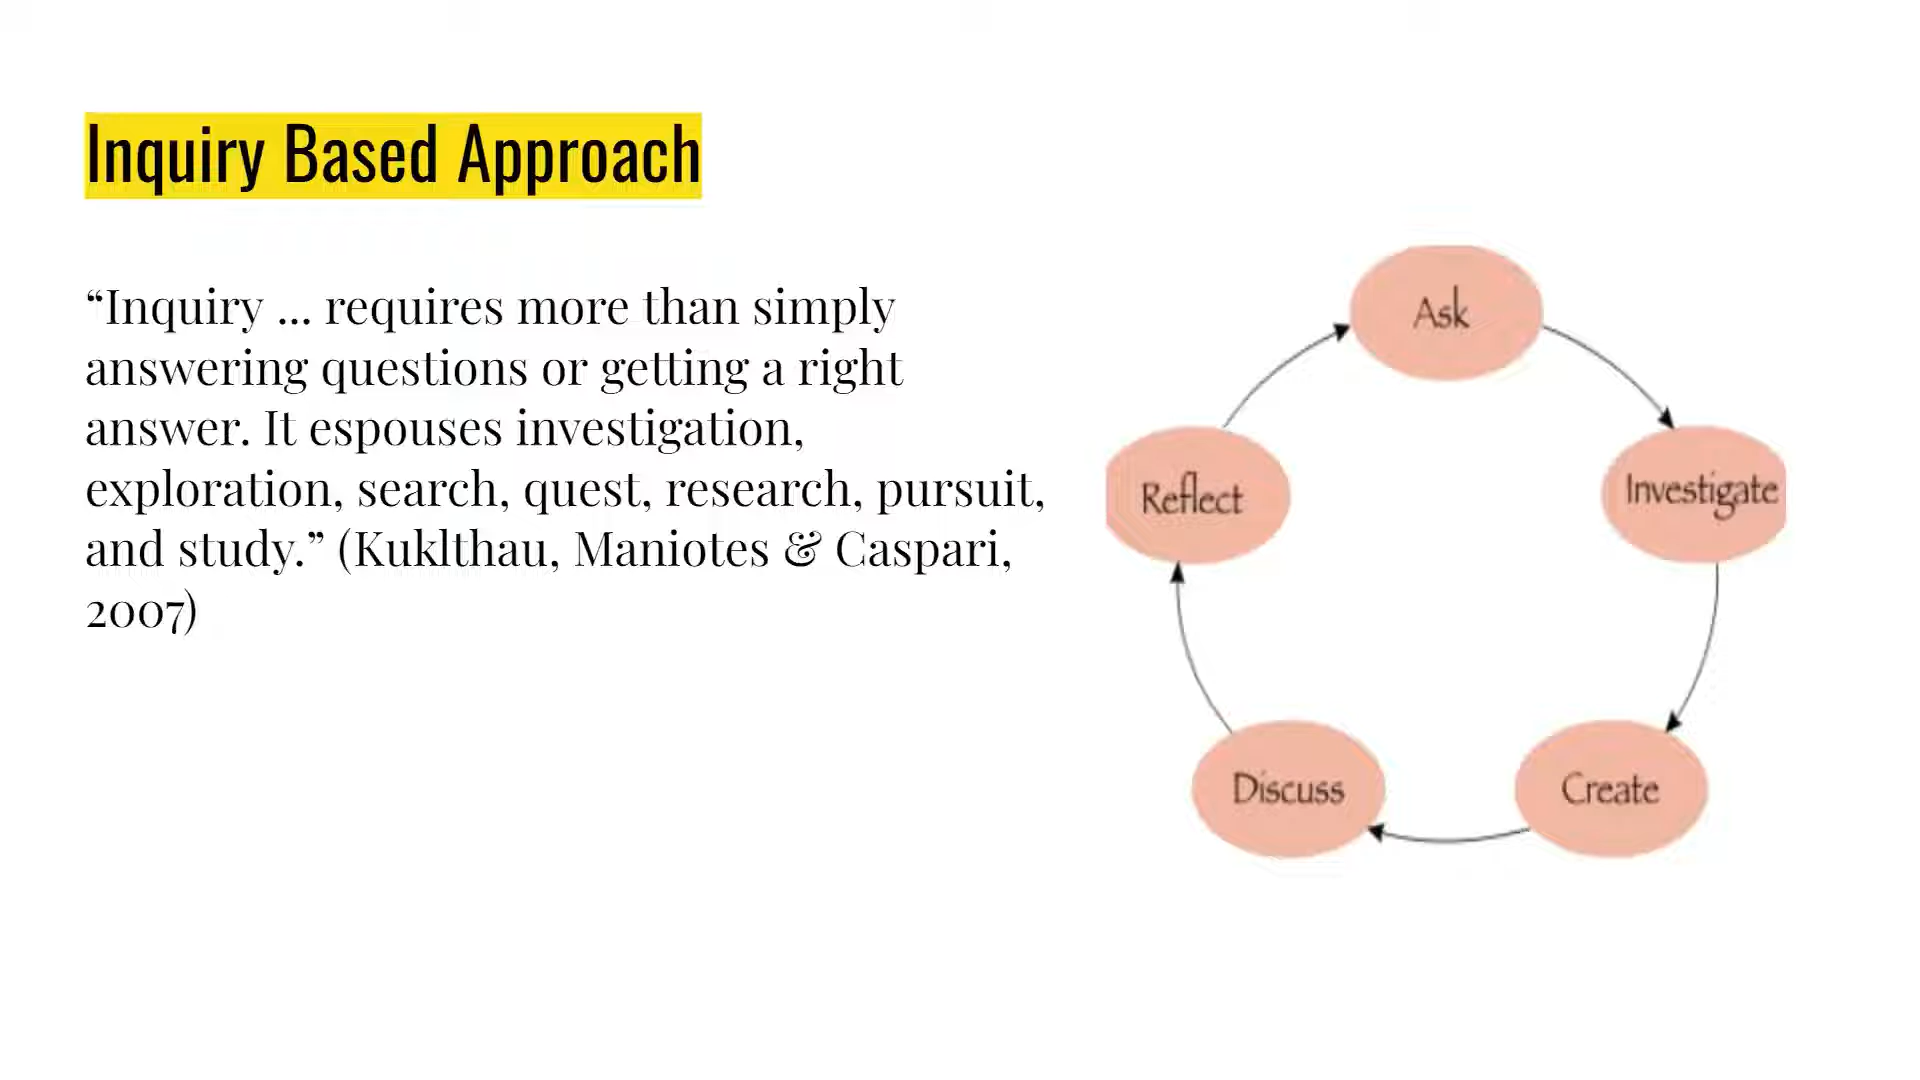 Inquiry Based Approach
“Inquiry ... requires more than simply
answering questions or getting a right
answer. It espouses investigation,
exploration, search, quest, research, pursuit,
and study.” (Kuklthau, Maniotes & Caspari,
2007)
Ask
Investigate
Create
Discuss
Reflect